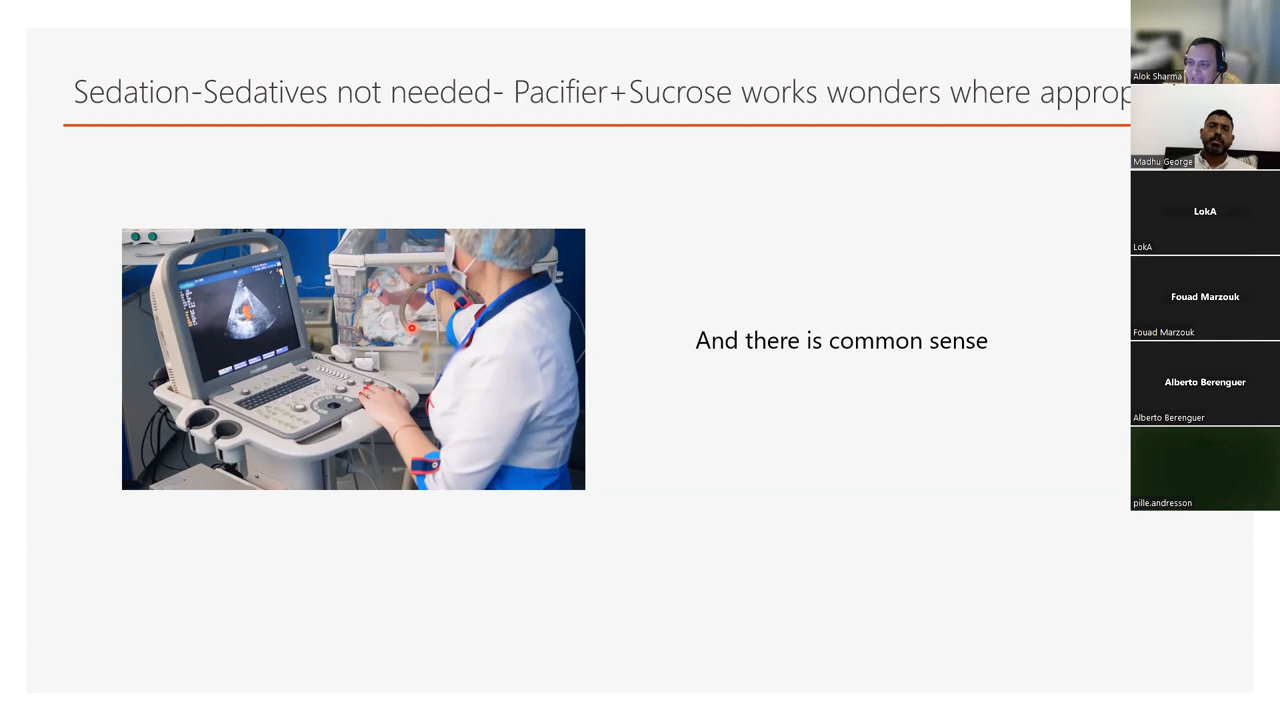 Sedation-Sedatives not needed- Pacifier+Sucrose works wonders where
And there is common sense
Alok Sharma
Madhu George
LokA
LokA
Fouad Marzouk
Fouad Marzouk
Alberto Berenguer
Alberto Berenguer
pille.andresson